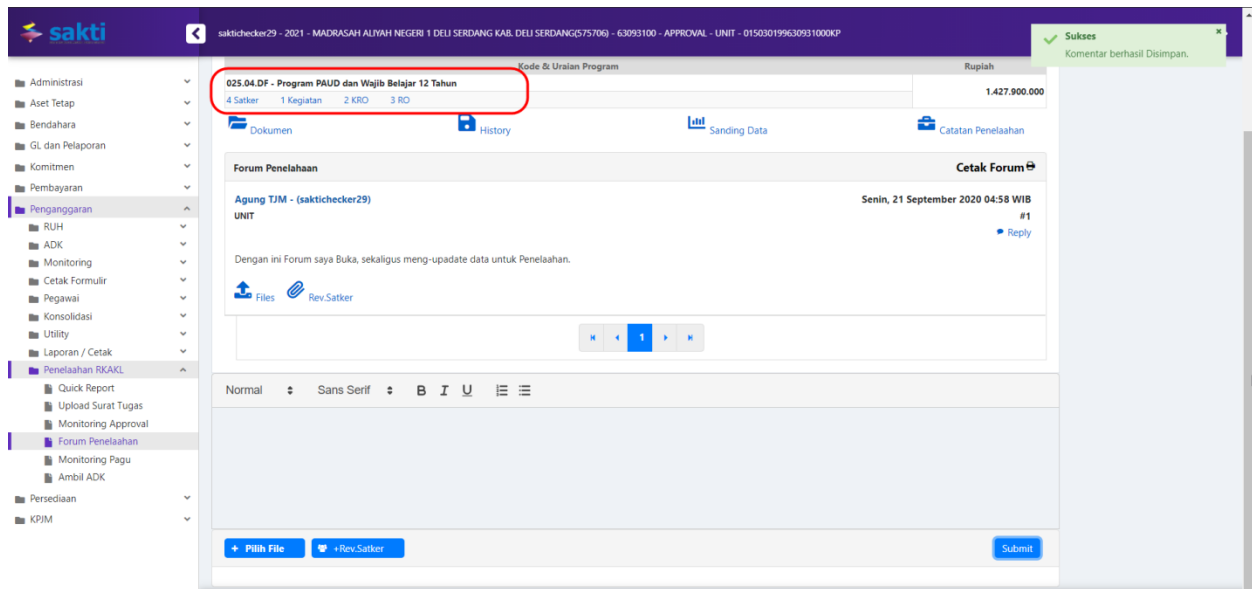 sakti
saktichecker29 - 2021 - MADRASAH ALIYAH NEGERI 1 DELI SERDANG KAB. DELI SERDANG(575706) - 63093100 - APPROVAL - UNIT - 015030199630931000KP
Sukses
×
Komentar berhasil Disimpan.
Administrasi
Aset Tetap
Bendahara
GL dan Pelaporan
Komitmen
Pembayaran
Penganggaran
RUH
ADK
Monitoring
Cetak Formulir
Pegawai
Konsolidasi
Utility
Laporan / Cetak
Penelaahan RKAKL
Quick Report
Upload Surat Tugas
Monitoring Approval
Forum Penelaahan
Monitoring Pagu
Ambil ADK
Persediaan
KPJM
Kode & Uraian Program Rupiah
025.04.DF - Program PAUD dan Wajib Belajar 12 Tahun
1.427.900.000
4 Satker 1 Kegiatan 2 KRO 3 RO
Dokumen History Sanding Data Catatan Penelaahan
Forum Penelahaan Cetak Forum
Agung TJM - (saktichecker29) Senin, 21 September 2020 04:58 WIB
UNIT #1
Reply
Dengan ini Forum saya Buka, sekaligus meng-upadate data untuk Penelaahan.
Files Rev.Satker
1
Normal Sans Serif B I U
+ Pilih File +Rev.Satker Submit